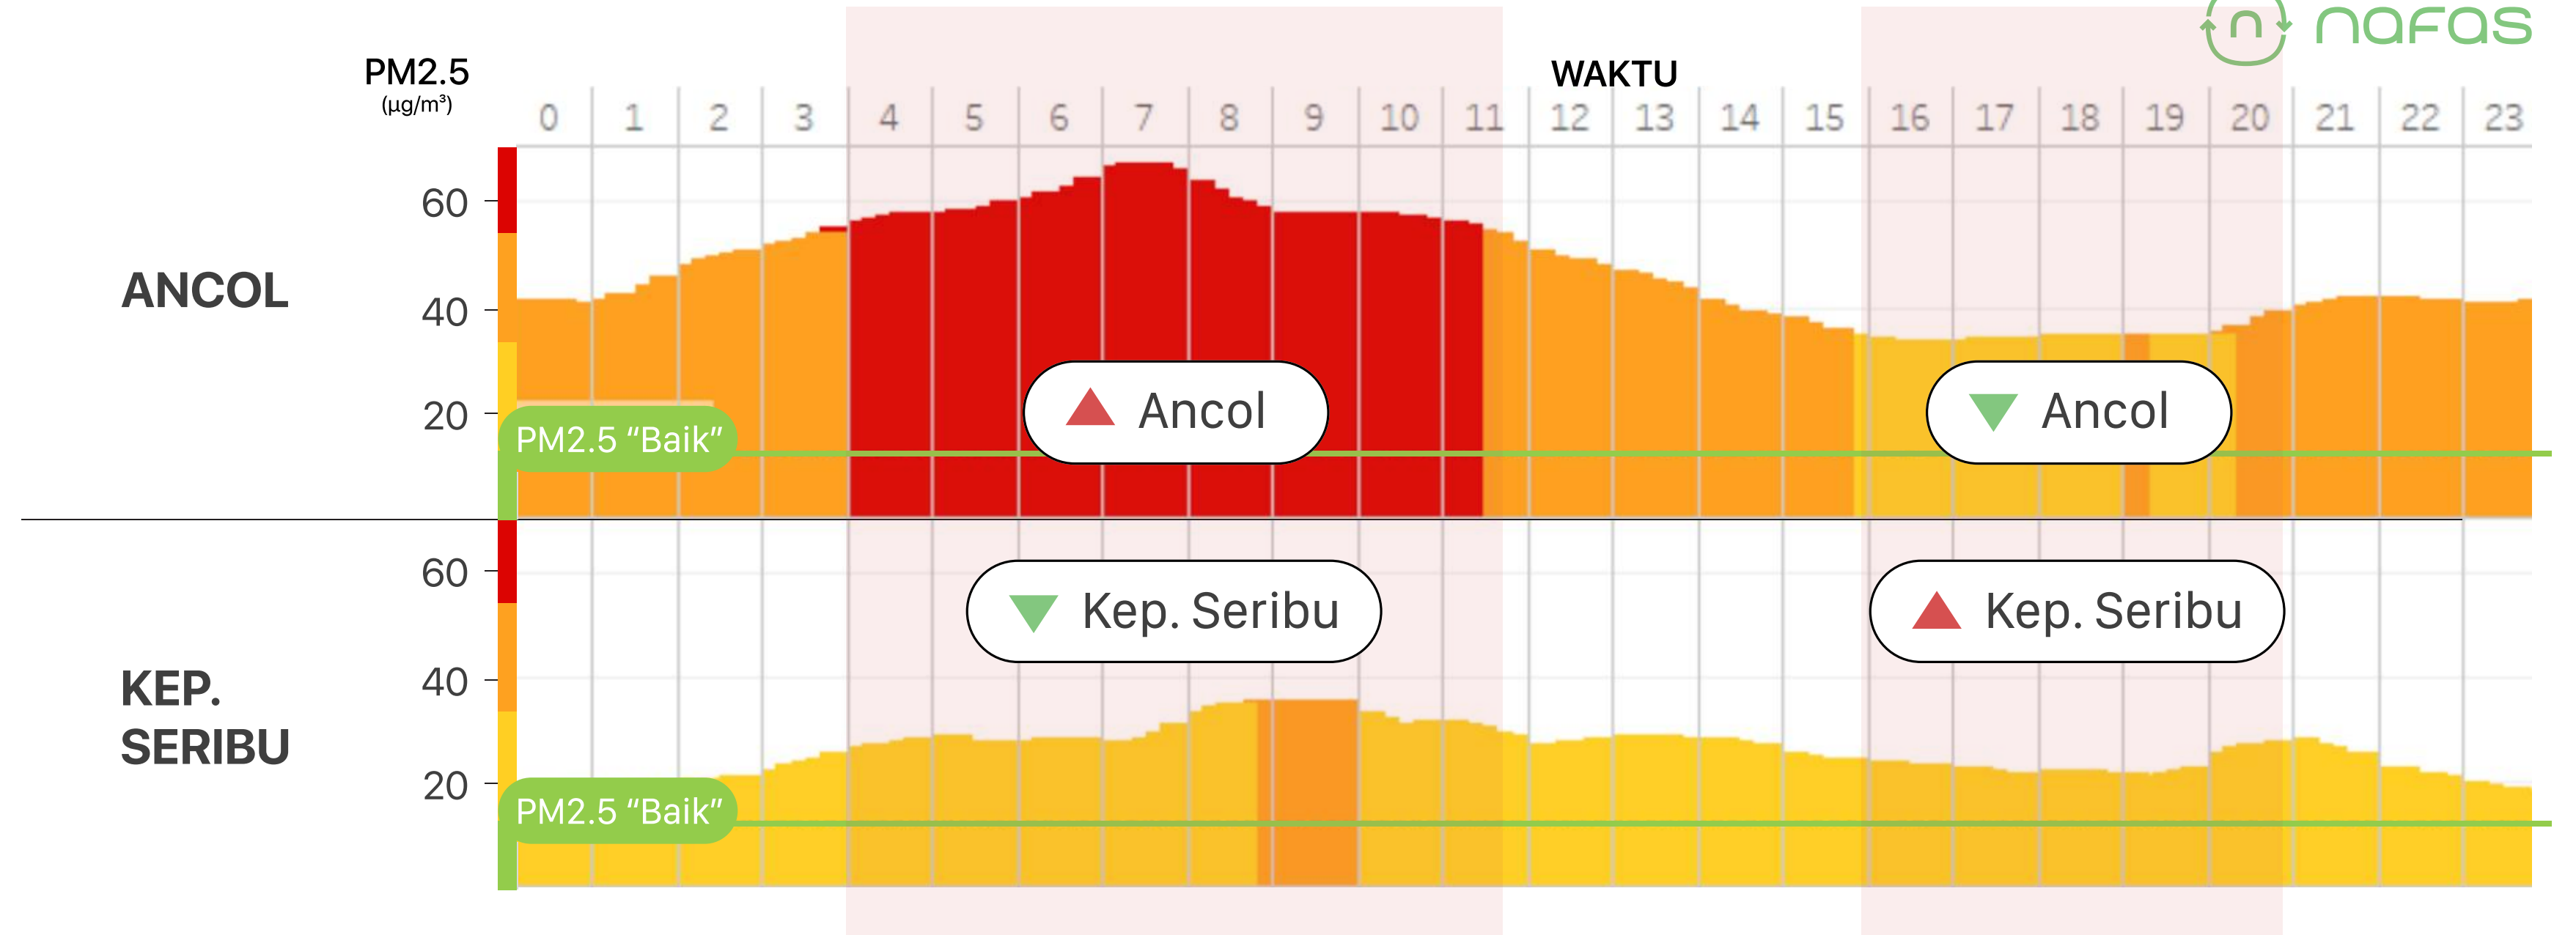 nafas
PM2.5
(µg/m³)
WAKTU
0 1 2 3 4 5 6 7 8 9 10 11 12 13 14 15 16 17 18 19 20 21 22 23
ANCOL
60
40
20
PM2.5 “Baik”
Ancol
Ancol
KEP.
SERIBU
60
40
20
PM2.5 “Baik”
Kep. Seribu
Kep. Seribu